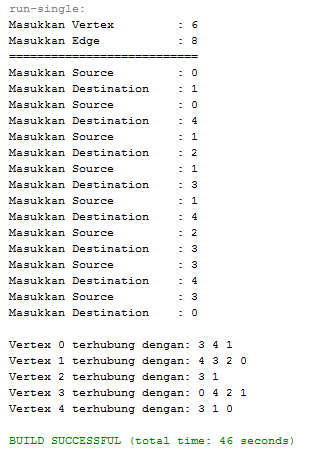 run-single:
Masukkan Vertex : 6
Masukkan Edge : 8
===========================
Masukkan Source : 0
Masukkan Destination : 1
Masukkan Source : 0
Masukkan Destination : 4
Masukkan Source : 1
Masukkan Destination : 2
Masukkan Source : 1
Masukkan Destination : 3
Masukkan Source : 1
Masukkan Destination : 4
Masukkan Source : 2
Masukkan Destination : 3
Masukkan Source : 3
Masukkan Destination : 4
Masukkan Source : 3
Masukkan Destination : 0
Vertex 0 terhubung dengan: 3 4 1
Vertex 1 terhubung dengan: 4 3 2 0
Vertex 2 terhubung dengan: 3 1
Vertex 3 terhubung dengan: 0 4 2 1
Vertex 4 terhubung dengan: 3 1 0
BUILD SUCCESSFUL (total time: 46 seconds)